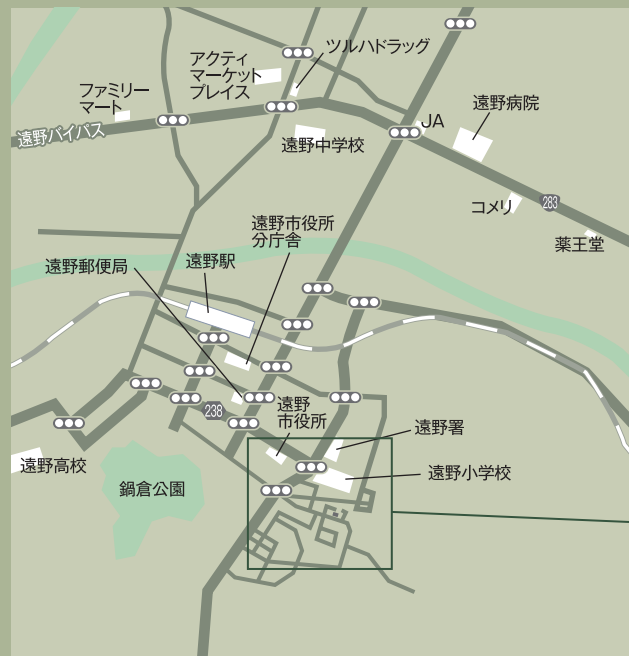 ツルハドラッグ
アクティ
マーケット
プレイス
ファミリー
マート
遠野病院
JA
遠野バイパス
遠野中学校
283
コメリ
薬王堂
遠野市役所
分庁舎
遠野郵便局
遠野駅
238
遠野
市役所
遠野署
遠野高校
遠野小学校
鍋倉公園